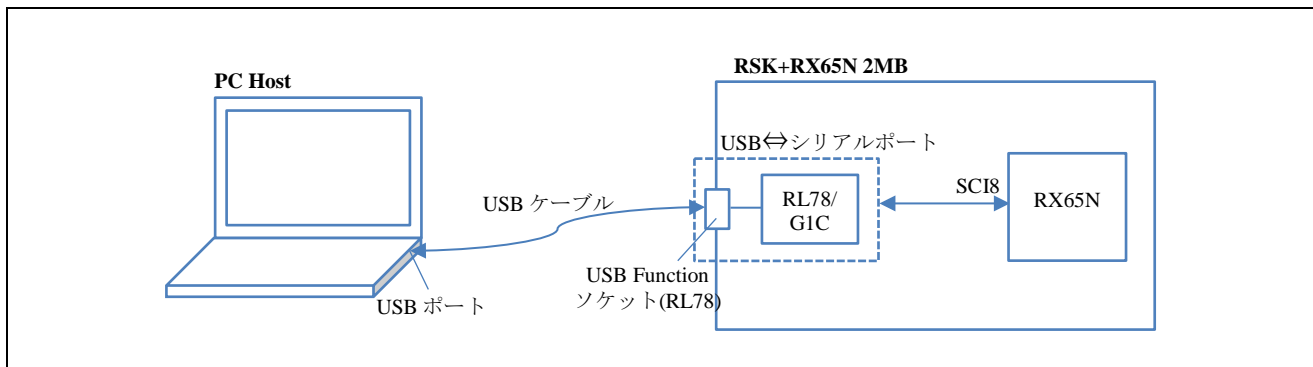 PC Host
USB ポート
USB ケーブル
RSK+RX65N 2MB
USB⇔シリアルポート
RL78/
G1C
USB Function
ソケット(RL78)
SCI8
RX65N